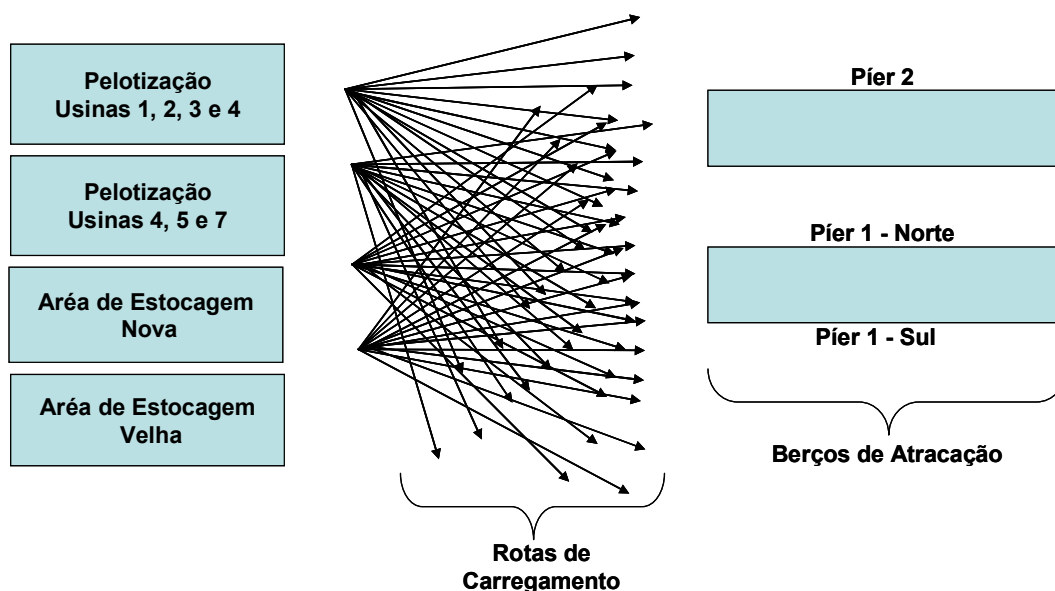 Pelotização
Usinas 1, 2, 3 e 4
Pelotização
Usinas 4, 5 e 7
Aréa de Estocagem
Nova
Aréa de Estocagem
Velha
Rotas de
Carregamento
Píer 2
Píer 1 - Norte
Píer 1 - Sul
Berços de Atracação